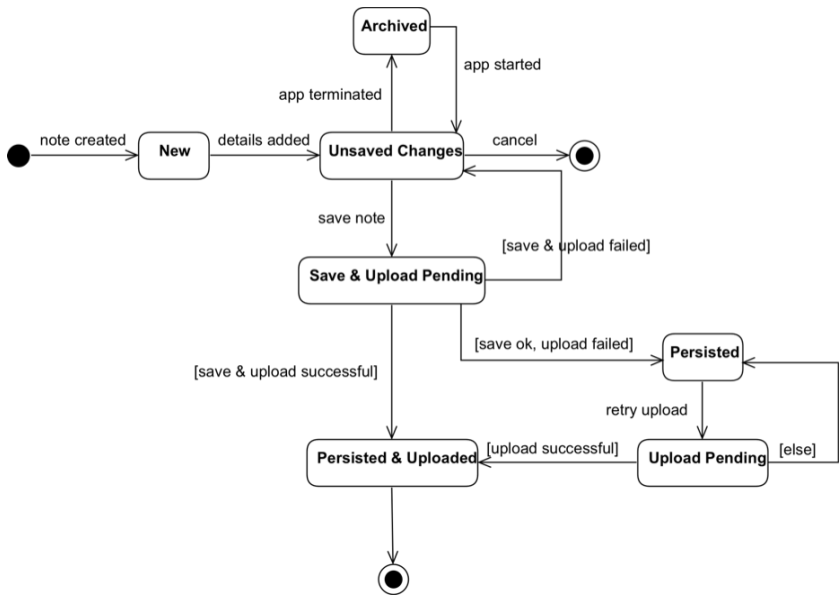 Archived
app started
app terminated
note created
New
details added
Unsaved Changes
cancel
save note
[save & upload failed]
Save & Upload Pending
[save ok, upload failed]
Persisted
[save & upload successful]
retry upload
Persisted & Uploaded
[upload successful]
Upload Pending
[else]